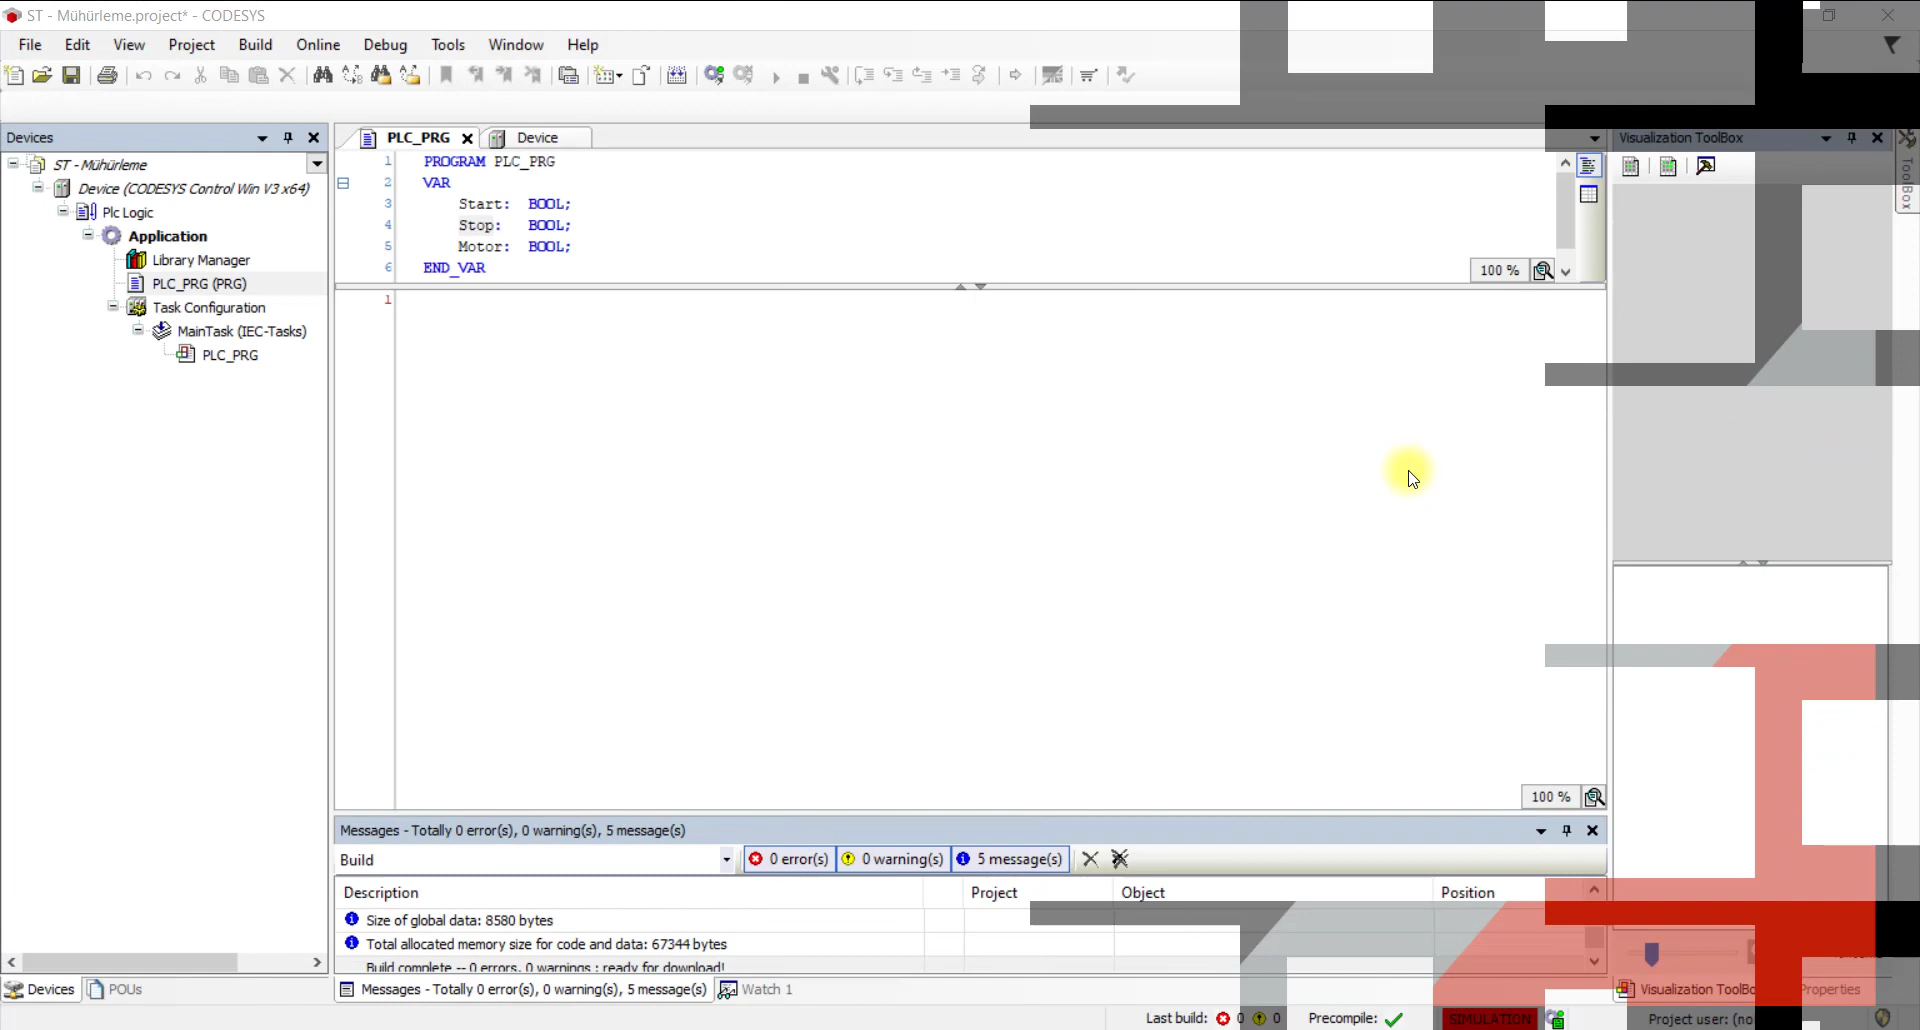 ST - Mühürleme.project* - CODESYS
File Edit View Project Build Online Debug Tools Window Help
Devices
PLC_PRG
Device
Visualization ToolBox
ToolBox
ST - Mühürleme
Device (CODESYS Control Win V3 x64)
Plc Logic
Application
Library Manager
PLC_PRG (PRG)
Task Configuration
MainTask (IEC-Tasks)
PLC_PRG
1 PROGRAM PLC_PRG
2 VAR
3 Start: BOOL;
4 Stop: BOOL;
5 Motor: BOOL;
6 END_VAR
100 %
1
100 %
Messages - Totally 0 error(s), 0 warning(s), 5 message(s)
Build 0 error(s) 0 warning(s) 5 message(s)
Description Project Object Position
Size of global data: 8580 bytes
Total allocated memory size for code and data: 67344 bytes
Build complete -- 0 errors, 0 warnings : ready for download!
Devices POUs
Messages - Totally 0 error(s), 0 warning(s), 5 message(s) Watch 1
Visualization ToolBo Properties
Last build: 0 0 Precompile: SIMULATION Project user: (no